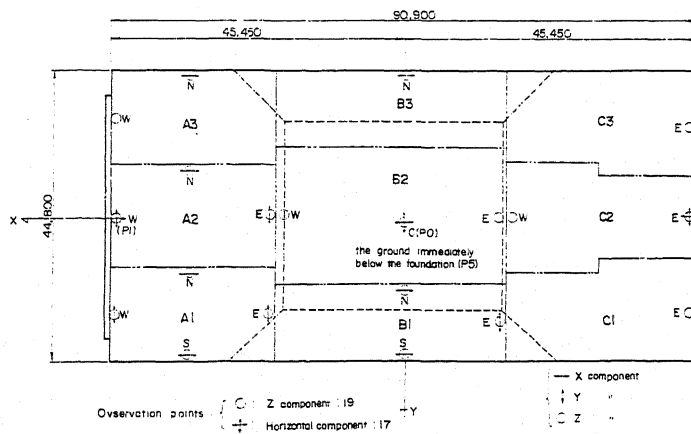 90,900
45,450 45,450
N N
B3
W A3 C3 E
N
44,800
B2
X W A2 E W E W C2 E
(P1) C(P0)
the ground immediately
below the foundation (P5)
N N
W A1 E B1 E C1 E
S S
Y
X component
Ovservation points Z component : 19 Y "
Horizontal component : 17 Z "